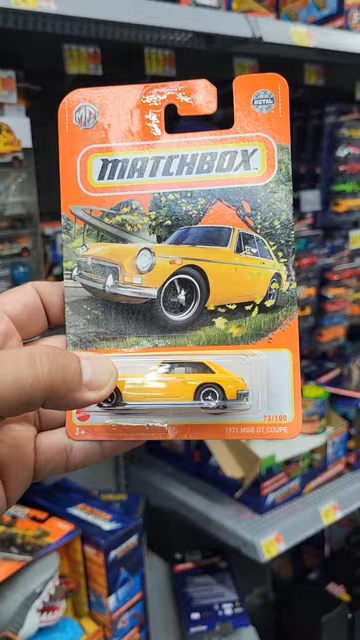 MG
METAL
MATCHBOX
73/100
3+
1971 MGB GT COUPE